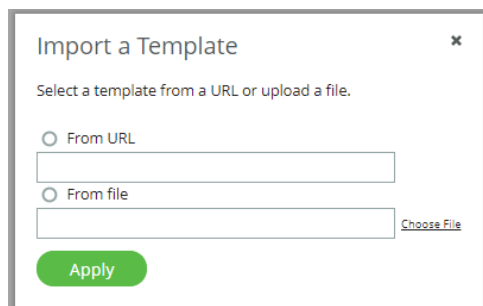 Import a Template
Select a template from a URL or upload a file.
From URL
From file
Choose File
Apply